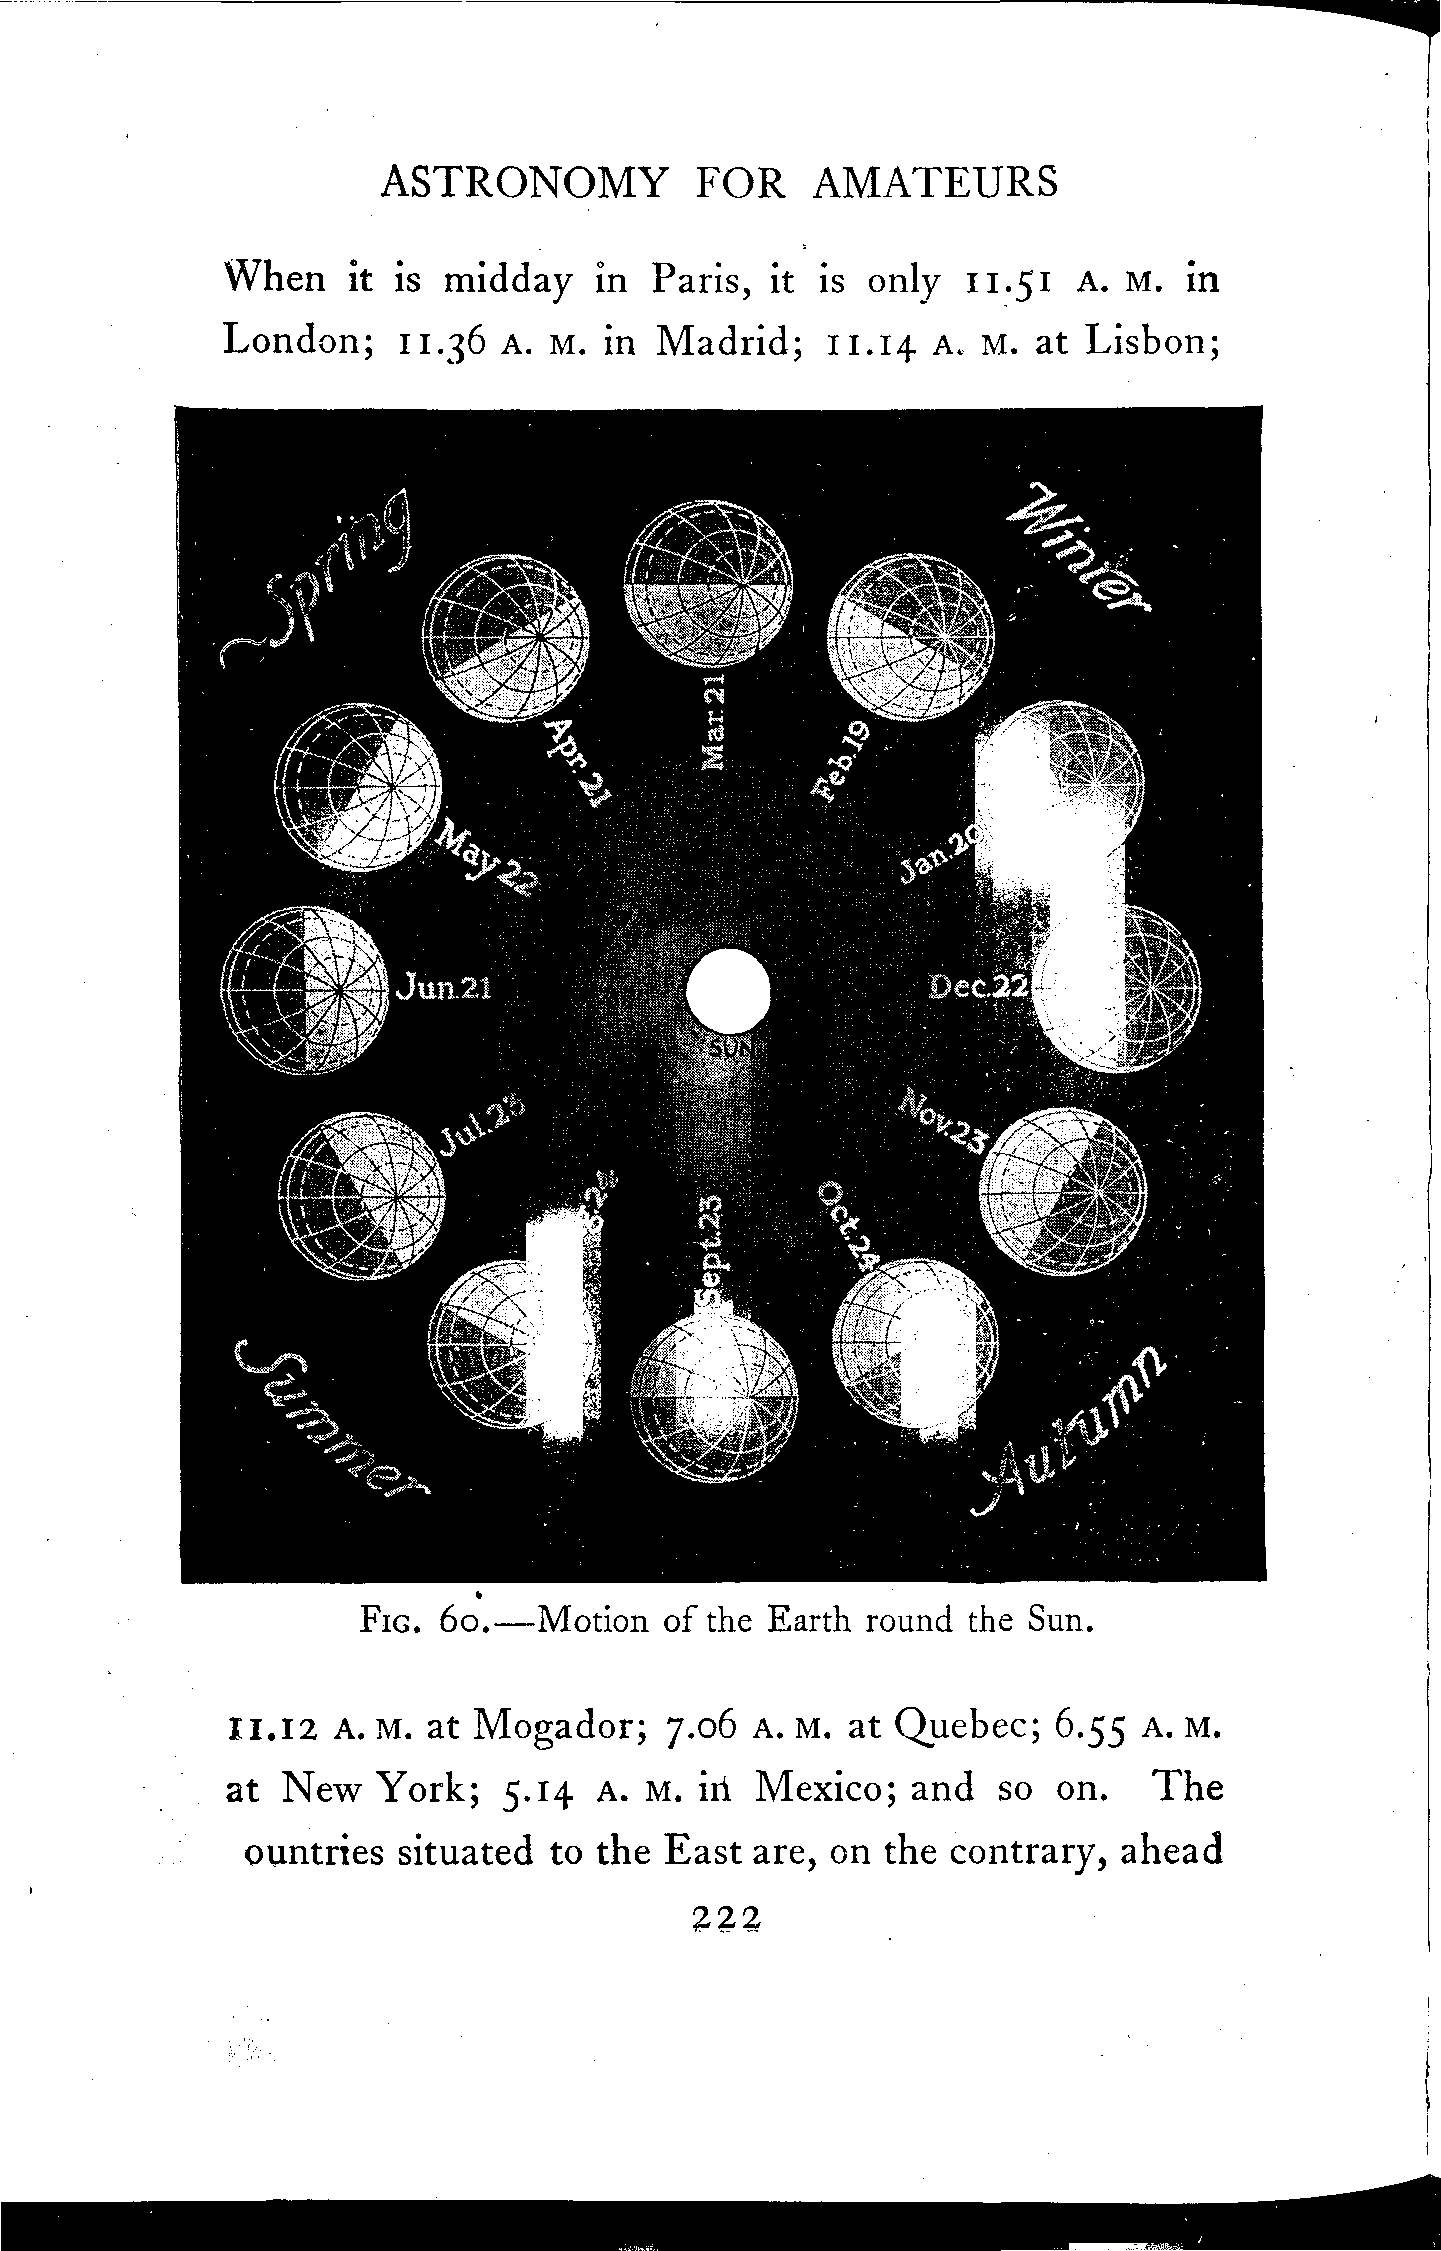 ASTRONOMY FOR AMATEURS
When it is midday in Paris, it is only 11.51 A. M. in
London; 11.36 A. M. in Madrid; 11.14 A. M. at Lisbon;
Spring
Winter
Mar.21
Apr.21
Feb.19
May 22
Jan.20
Jun.21
Dec.22
SUN
Jul.23
Nov.23
Sept.23
Oct.24
Summer
Autumn
FIG. 60.—Motion of the Earth round the Sun.
11.12 A. M. at Mogador; 7.06 A. M. at Quebec; 6.55 A. M.
at New York; 5.14 A. M. in Mexico; and so on. The
ountries situated to the East are, on the contrary, ahead
222